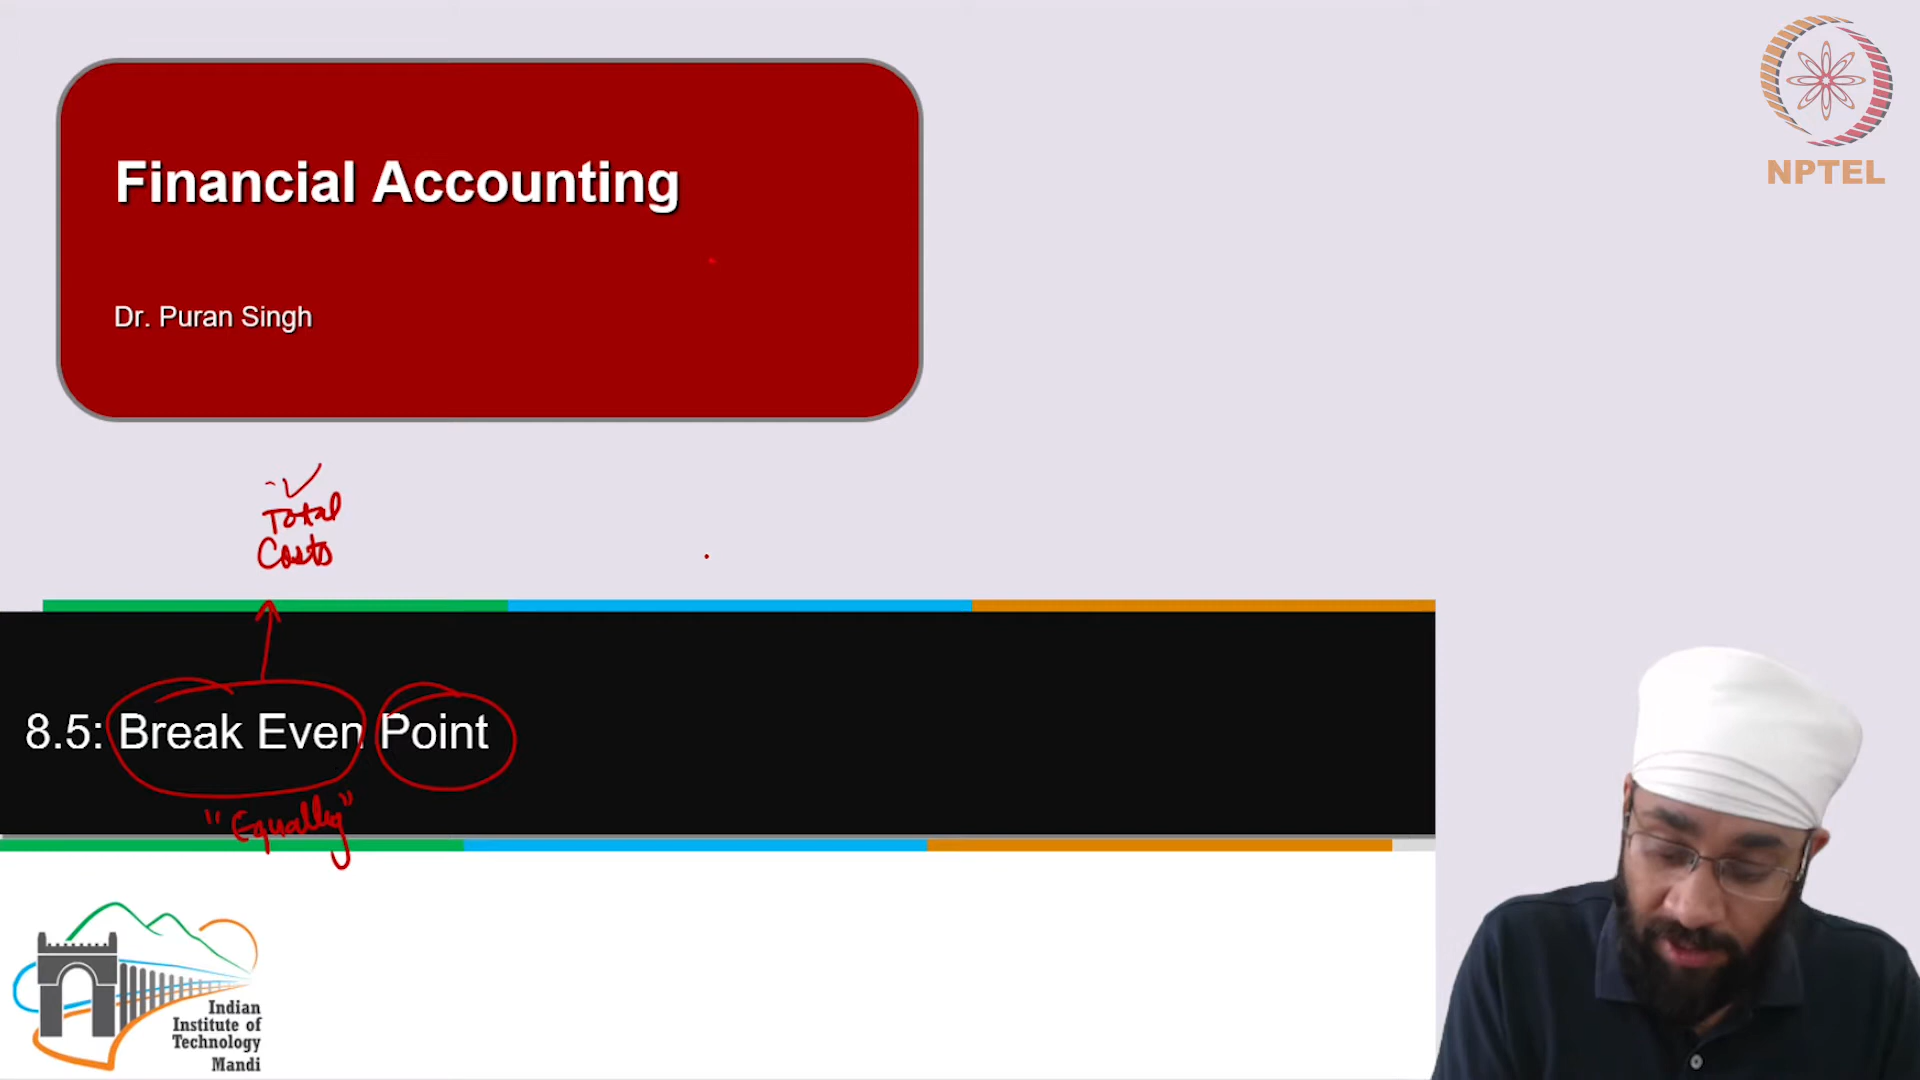 NPTEL
Financial Accounting
Dr. Puran Singh
Total
Costs
8.5: Break Even Point
"Equally"
Indian
Institute of
Technology
Mandi